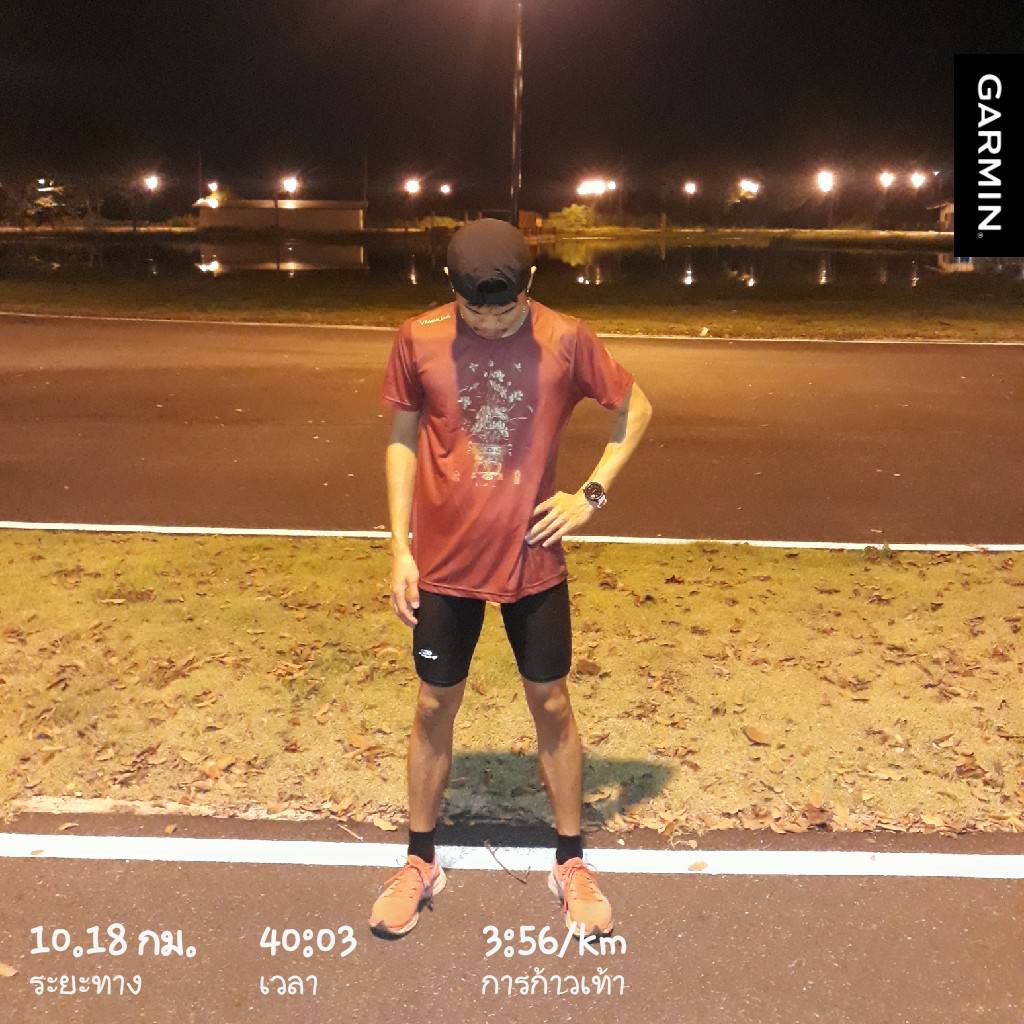 GARMIN
10.18 กม.
ระยะทาง
40:03
เวลา
3:56/km
การก้าวเท้า